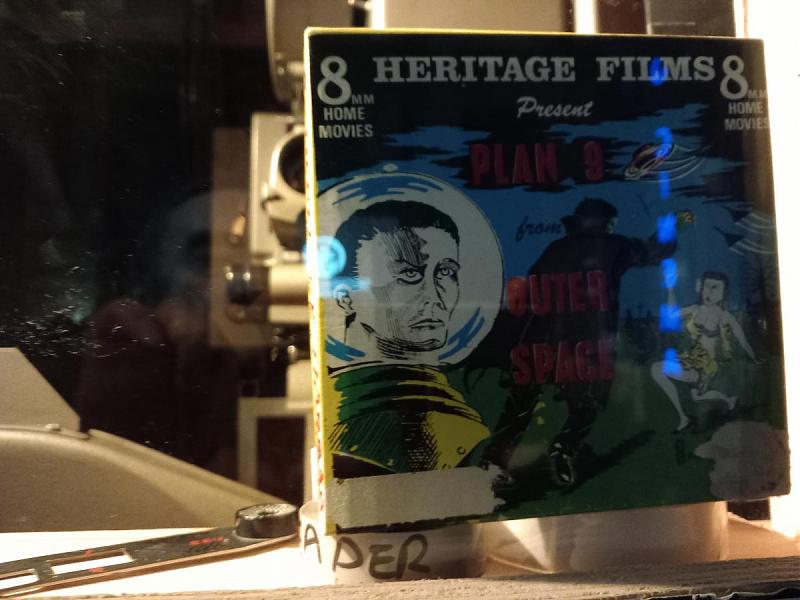 8 HERITAGE FILMS 8
MM MM
HOME HOME
MOVIES MOVIES
Present
PLAN 9
from
OUTER
SPACE
APER